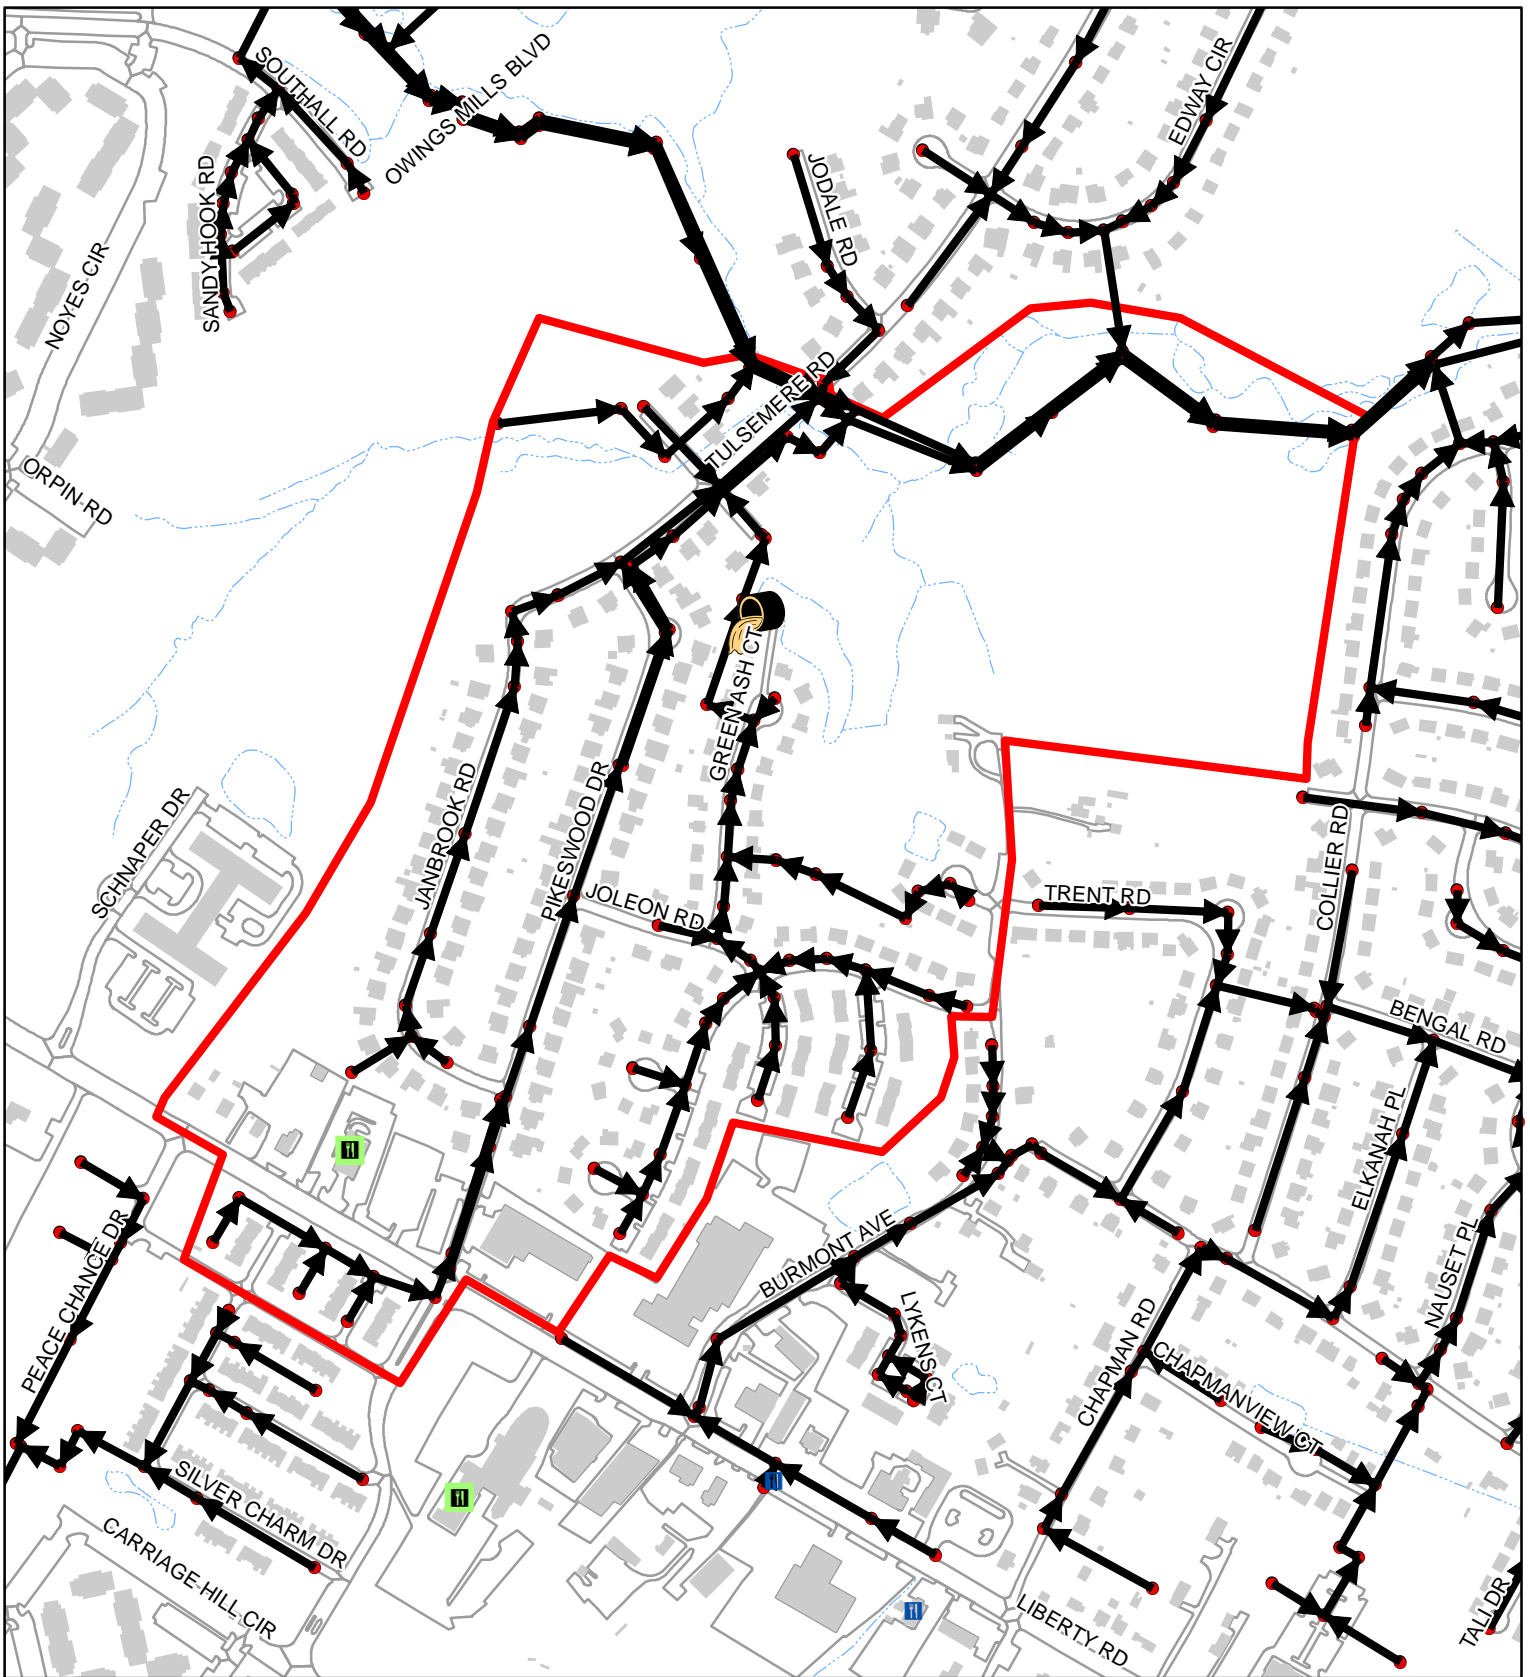 SOUTHALL RD
OWINGS MILLS BLVD
EDWAY CIR
SANDY HOOK RD
JODALE RD
NOYES CIR
TULSEMERE RD
ORPIN RD
GREEN ASH CT
JANBROOK RD
PIKESWOOD DR
SCHNAPER DR
COLLIER RD
JOLEON RD
TRENT RD
BENGAL RD
ELKANAH PL
PEACE CHANCE DR
BURMONT AVE
NAUSET PL
LYKENS CT
CHAPMAN RD
CHAPMANVIEW CT
SILVER CHARM DR
CARRIAGE HILL CIR
LIBERTY RD
TALI DR